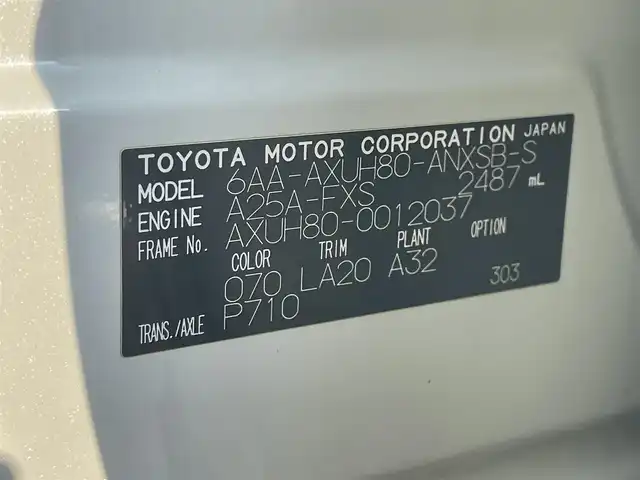 TOYOTA MOTOR CORPORATION JAPAN
MODEL 6AA-AXUH80-ANXSB-S
ENGINE A25A-FXS 2487 mL
FRAME No. AXUH80-0012037
COLOR TRIM PLANT OPTION
070 LA20 A32
TRANS./AXLE P710 303